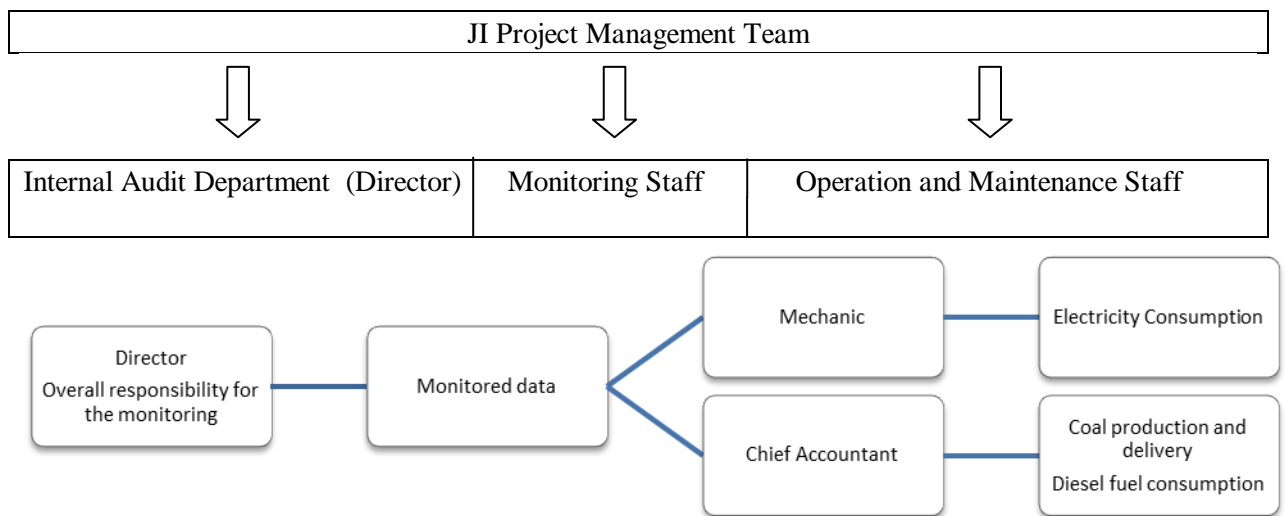 JI Project Management Team
Internal Audit Department (Director)
Monitoring Staff
Operation and Maintenance Staff
Director
Overall responsibility for
the monitoring
Monitored data
Mechanic
Electricity Consumption
Chief Accountant
Coal production and
delivery
Diesel fuel consumption